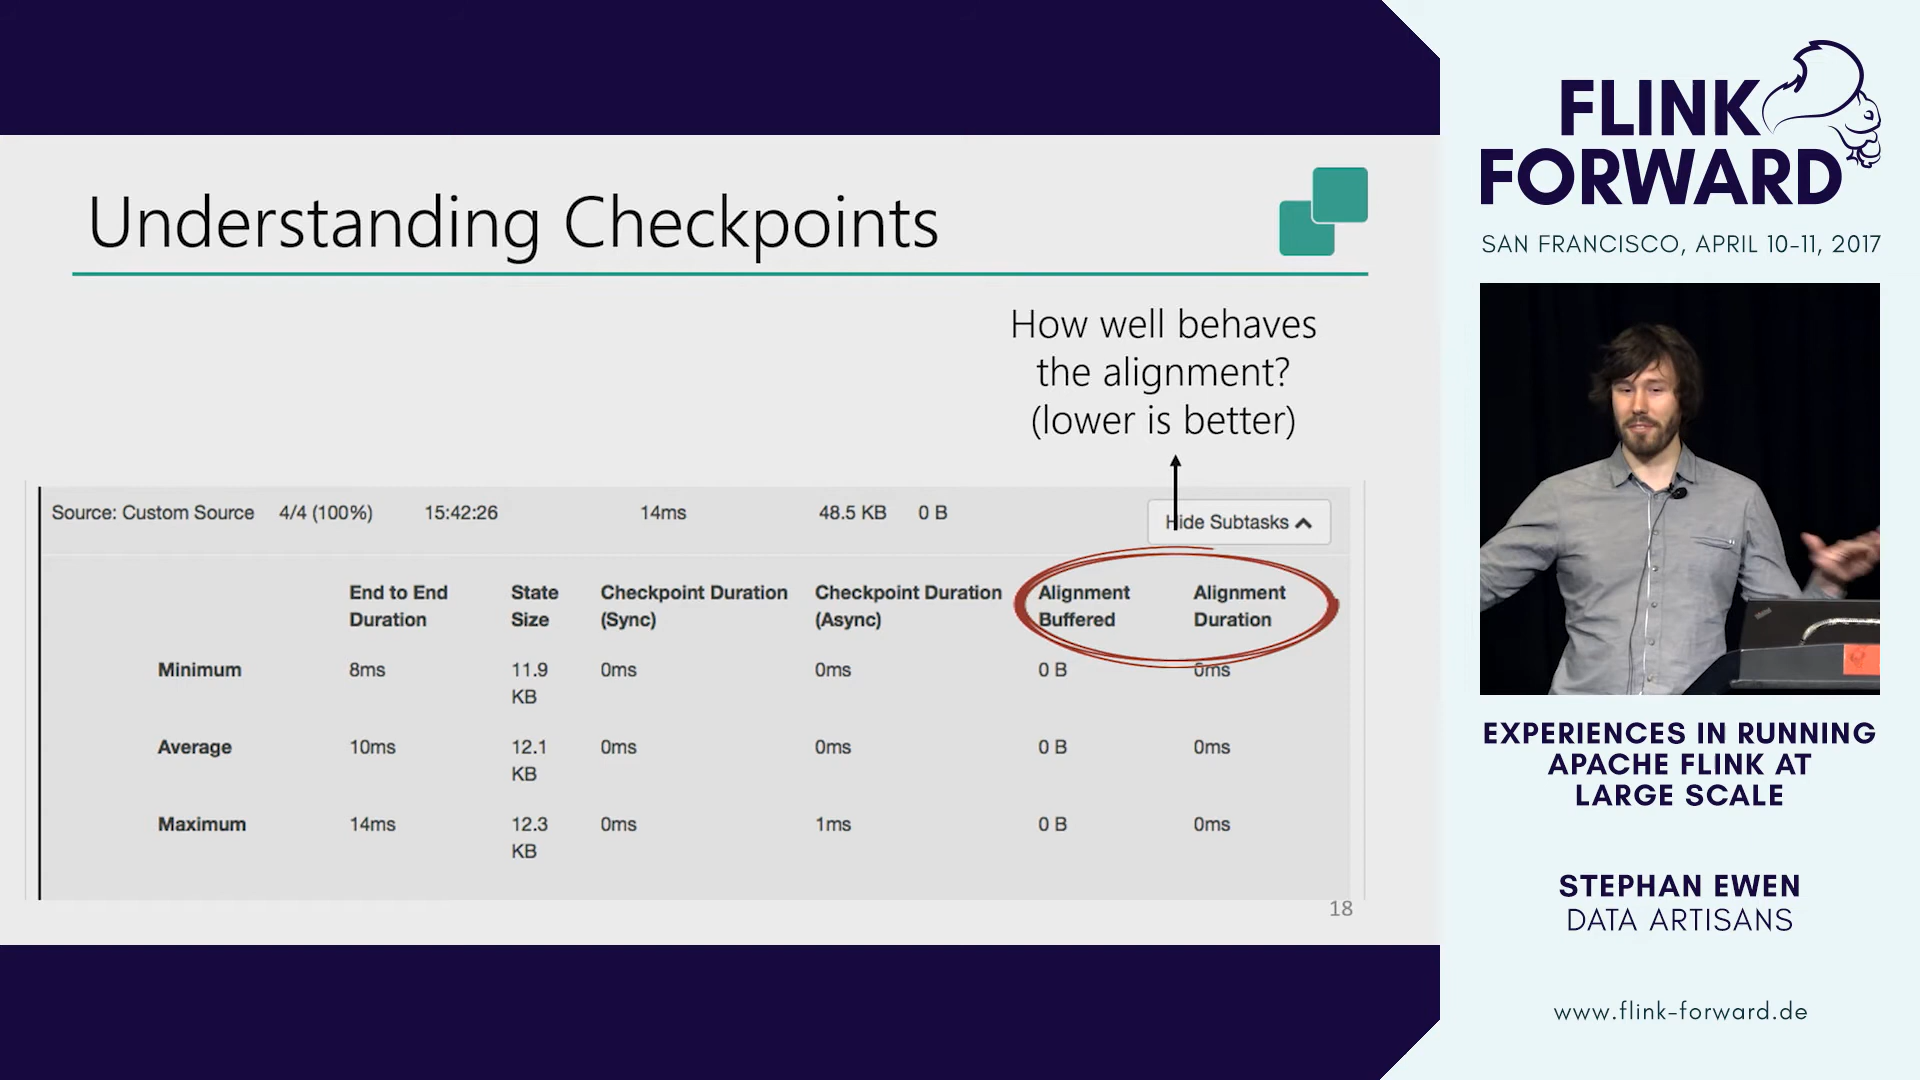 Understanding Checkpoints
How well behaves
the alignment?
(lower is better)
Source: Custom Source 4/4 (100%) 15:42:26 14ms 48.5 KB 0 B Hide Subtasks
End to End Duration State Size Checkpoint Duration (Sync) Checkpoint Duration (Async) Alignment Buffered Alignment Duration
Minimum 8ms 11.9 KB 0ms 0ms 0 B 0ms
Average 10ms 12.1 KB 0ms 0ms 0 B 0ms
Maximum 14ms 12.3 KB 0ms 1ms 0 B 0ms
18
FLINK
FORWARD
SAN FRANCISCO, APRIL 10-11, 2017
EXPERIENCES IN RUNNING
APACHE FLINK AT
LARGE SCALE
STEPHAN EWEN
DATA ARTISANS
www.flink-forward.de